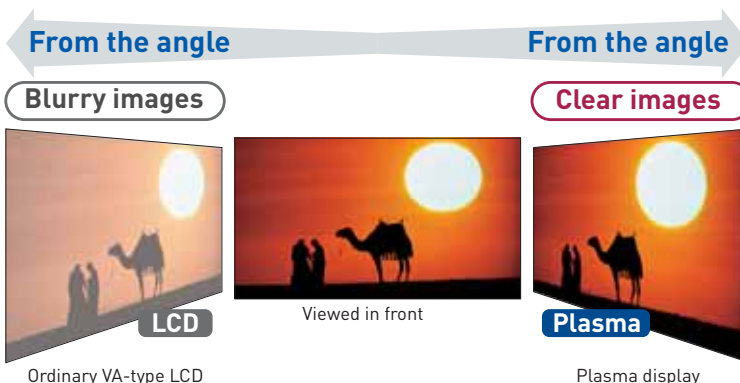 From the angle
From the angle
Blurry images
Clear images
LCD
Viewed in front
Plasma
Ordinary VA-type LCD
Plasma display